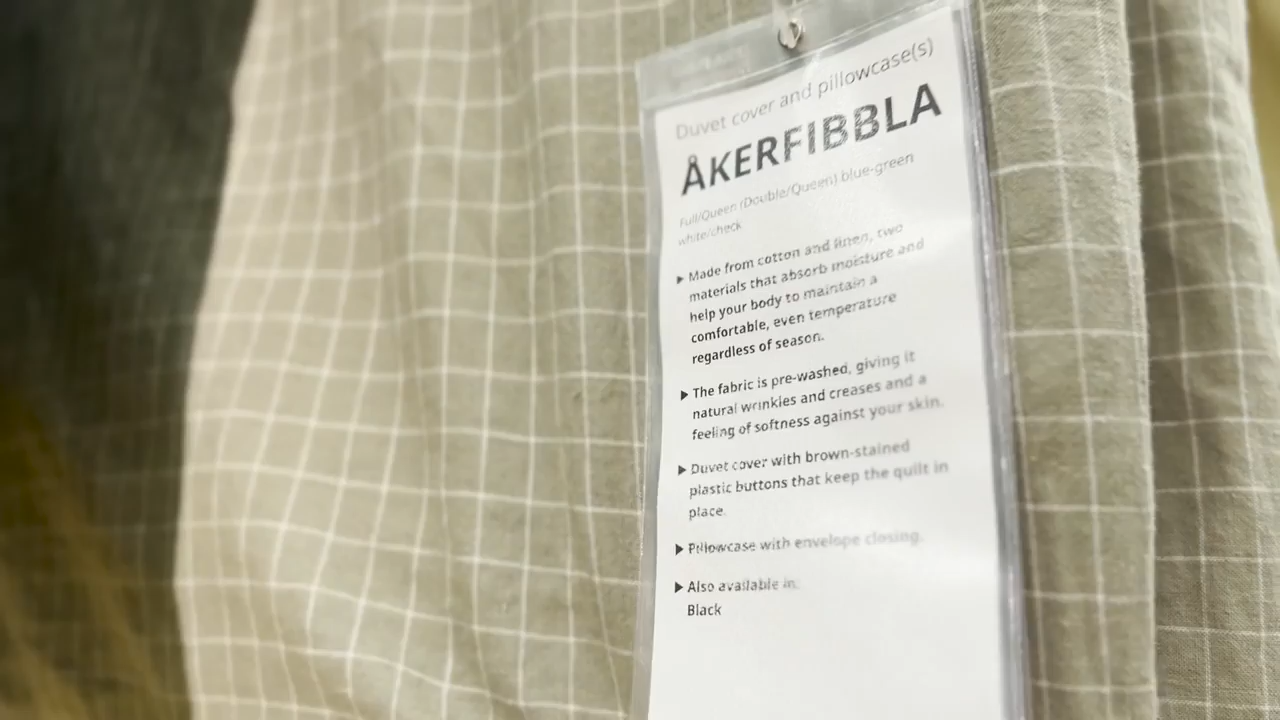 Duvet cover and pillowcase(s)
ÅKERFIBBLA
Full/Queen (Double/Queen) blue-green
white/check
▶ Made from cotton and linen, two
materials that absorb moisture and
help your body to maintain a
comfortable, even temperature
regardless of season.
▶ The fabric is pre-washed, giving it
natural wrinkles and creases and a
feeling of softness against your skin.
▶ Duvet cover with brown-stained
plastic buttons that keep the quilt in
place.
▶ Pillowcase with envelope closing.
▶ Also available in:
Black